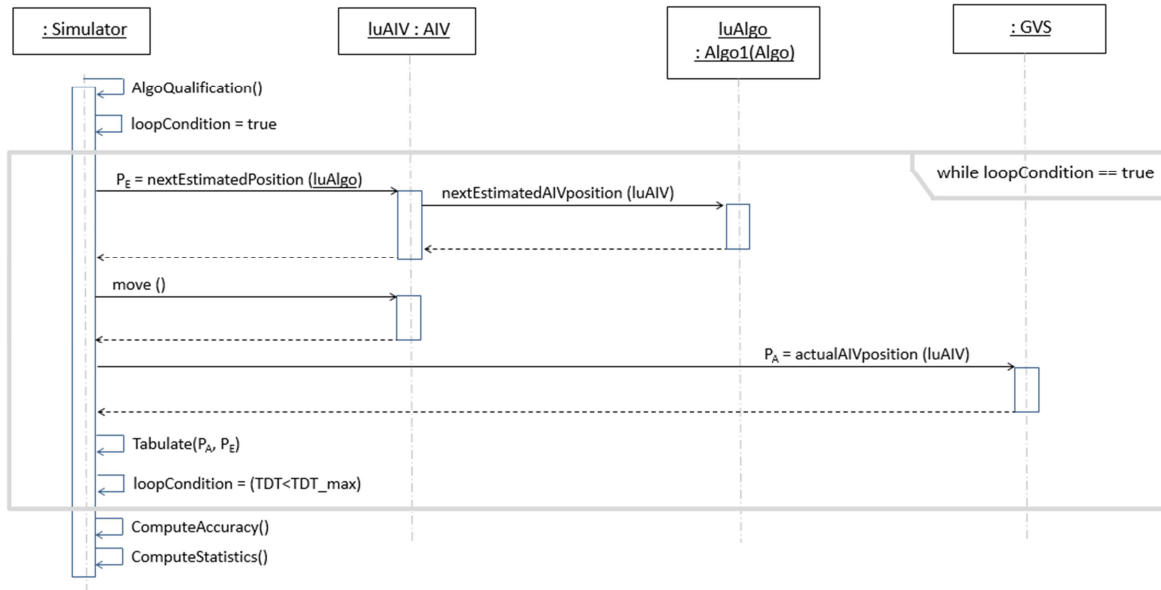 : Simulator
luAIV : AIV
luAlgo
: Algo1(Algo)
: GVS
AlgoQualification()
loopCondition = true
while loopCondition == true
PE = nextEstimatedPosition (luAlgo)
nextEstimatedAIVposition (luAIV)
move ()
PA = actualAIVposition (luAIV)
Tabulate(PA, PE)
loopCondition = (TDT<TDT_max)
ComputeAccuracy()
ComputeStatistics()